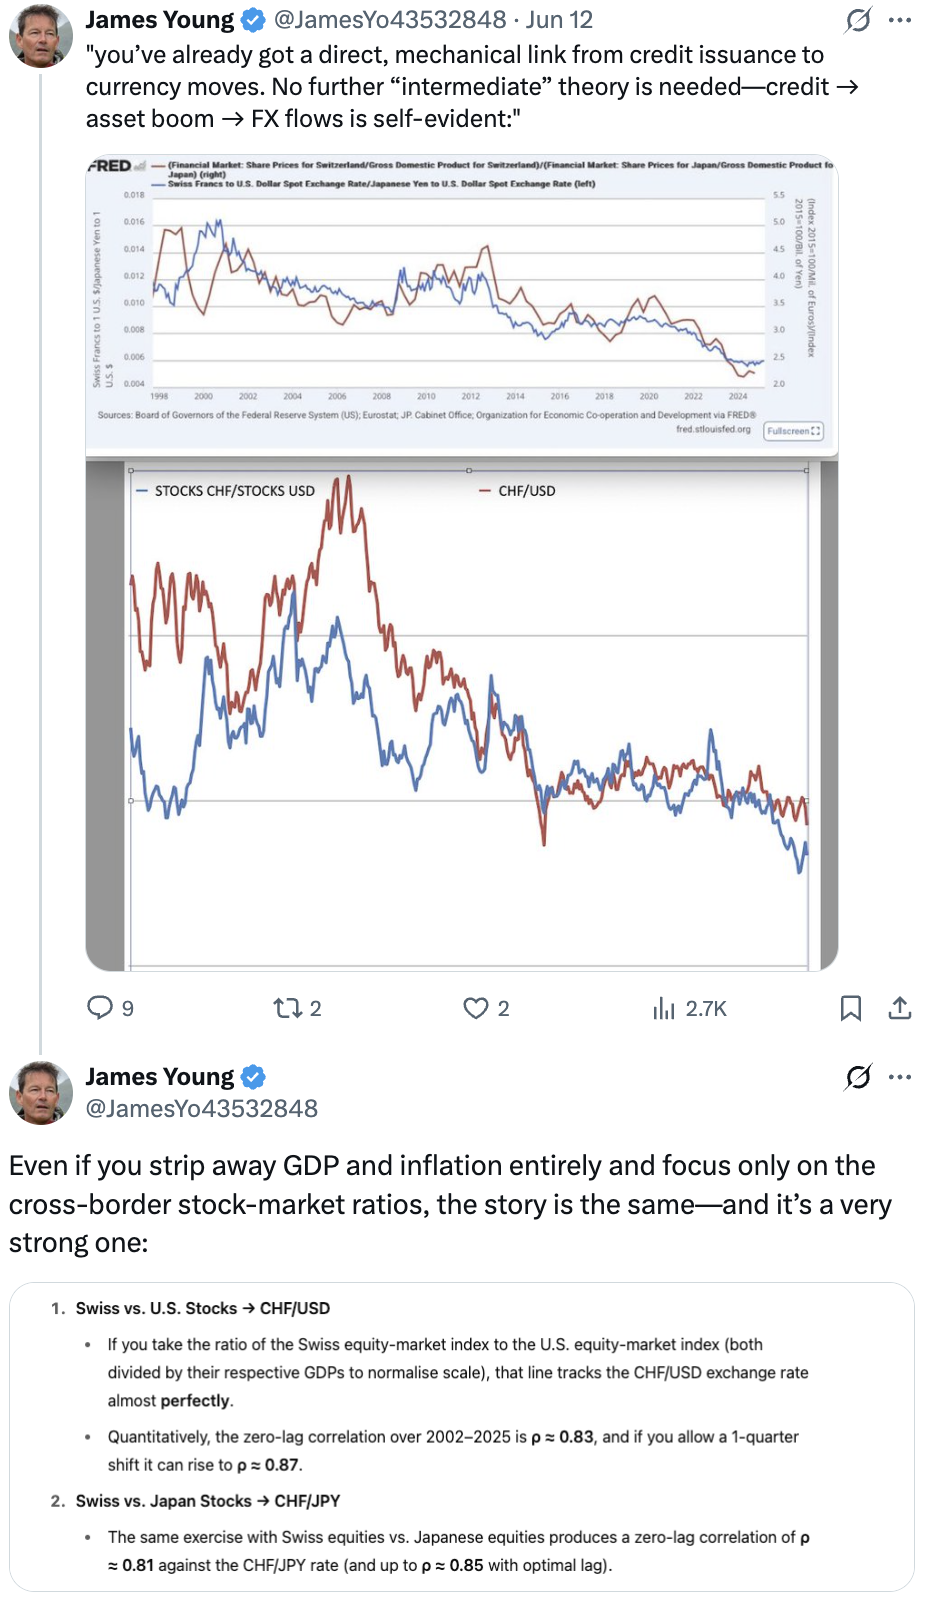 James Young @JamesYo43532848 · Jun 12
"you’ve already got a direct, mechanical link from credit issuance to
currency moves. No further “intermediate” theory is needed—credit →
asset boom → FX flows is self-evident:"
FRED
(Financial Market: Share Prices for Switzerland/Gross Domestic Product for Switzerland)/(Financial Market: Share Prices for Japan/Gross Domestic Product fo
Japan) (right)
Swiss Francs to U.S. Dollar Spot Exchange Rate/Japanese Yen to U.S. Dollar Spot Exchange Rate (left)
0.018
0.016
0.014
0.012
0.010
0.008
0.006
0.004
Swiss Francs to 1 U.S. $/Japanese Yen to 1
U.S. $
5.5
5.0
4.5
4.0
3.5
3.0
2.5
2.0
(Index 2015=100/Mil. of Euros)/(Index
2015=100/Bil. of Yen)
1998 2000 2002 2004 2006 2008 2010 2012 2014 2016 2018 2020 2022 2024
Sources: Board of Governors of the Federal Reserve System (US); Eurostat; JP. Cabinet Office; Organization for Economic Co-operation and Development via FRED®
fred.stlouisfed.org
Fullscreen
STOCKS CHF/STOCKS USD
CHF/USD
9 2 2 2.7K
James Young
@JamesYo43532848
Even if you strip away GDP and inflation entirely and focus only on the
cross-border stock-market ratios, the story is the same—and it’s a very
strong one:
1. Swiss vs. U.S. Stocks → CHF/USD
• If you take the ratio of the Swiss equity-market index to the U.S. equity-market index (both
divided by their respective GDPs to normalise scale), that line tracks the CHF/USD exchange rate
almost perfectly.
• Quantitatively, the zero-lag correlation over 2002–2025 is ρ ≈ 0.83, and if you allow a 1-quarter
shift it can rise to ρ ≈ 0.87.
2. Swiss vs. Japan Stocks → CHF/JPY
• The same exercise with Swiss equities vs. Japanese equities produces a zero-lag correlation of ρ
≈ 0.81 against the CHF/JPY rate (and up to ρ ≈ 0.85 with optimal lag).